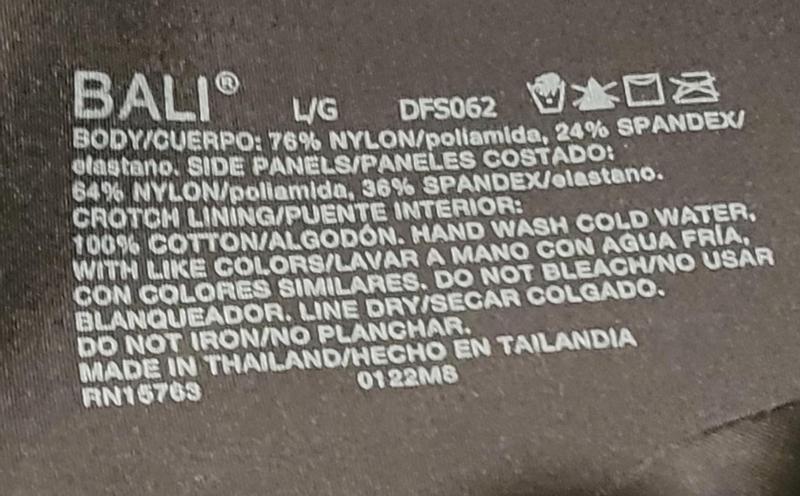 BALI® L/G DFS062
BODY/CUERPO: 76% NYLON/poliamida, 24% SPANDEX/
elastano. SIDE PANELS/PANELES COSTADO:
64% NYLON/poliamida, 36% SPANDEX/elastano.
CROTCH LINING/PUENTE INTERIOR:
100% COTTON/ALGODÓN. HAND WASH COLD WATER,
WITH LIKE COLORS/LAVAR A MANO CON AGUA FRÍA,
CON COLORES SIMILARES. DO NOT BLEACH/NO USAR
BLANQUEADOR. LINE DRY/SECAR COLGADO.
DO NOT IRON/NO PLANCHAR.
MADE IN THAILAND/HECHO EN TAILANDIA
RN15763 0122M8